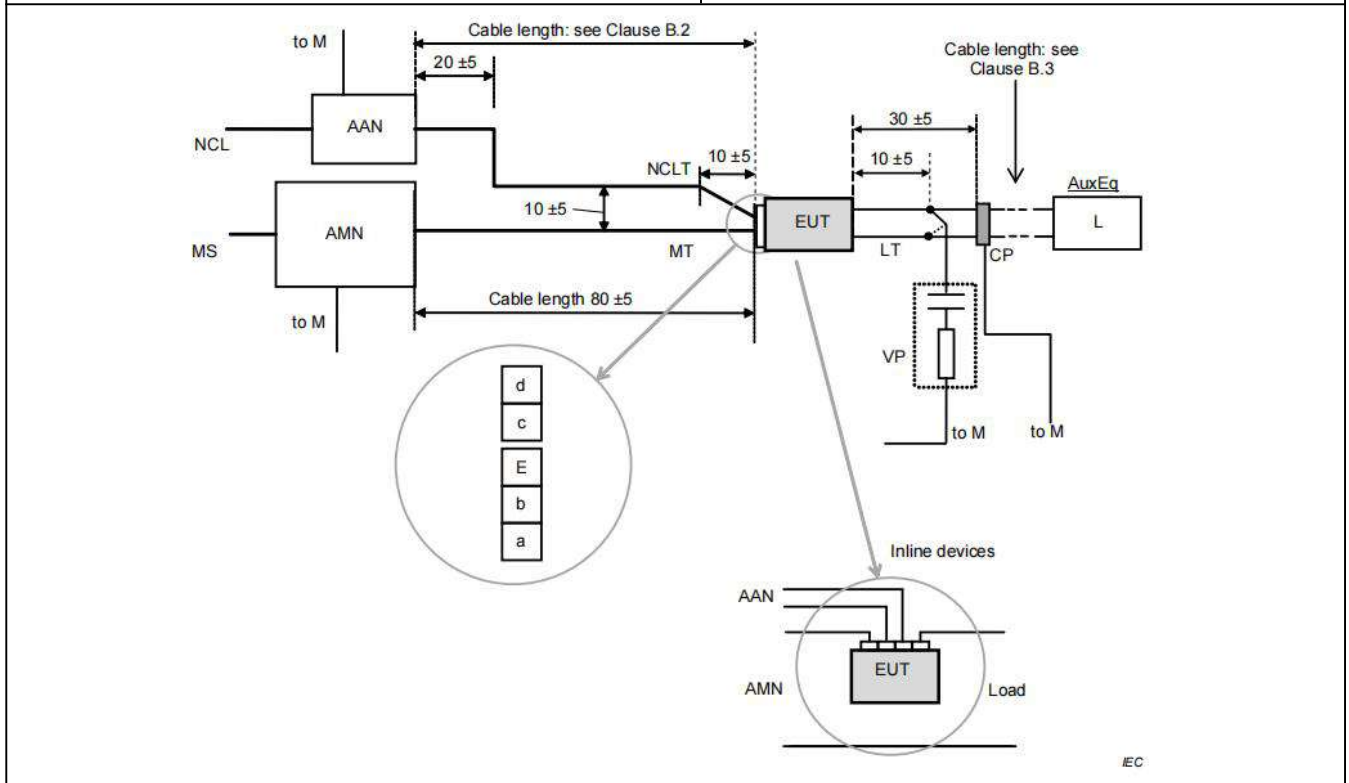 Cable length: see Clause B.2
to M
Cable length: see
Clause B.3
20 ±5
AAN
NCL
30 ±5
NCLT
10 ±5
10 ±5
AuxEq
10 ±5
EUT
L
AMN
MS
MT
LT
CP
Cable length 80 ±5
to M
VP
d
c
to M
to M
E
b
a
Inline devices
AAN
EUT
AMN
Load
IEC